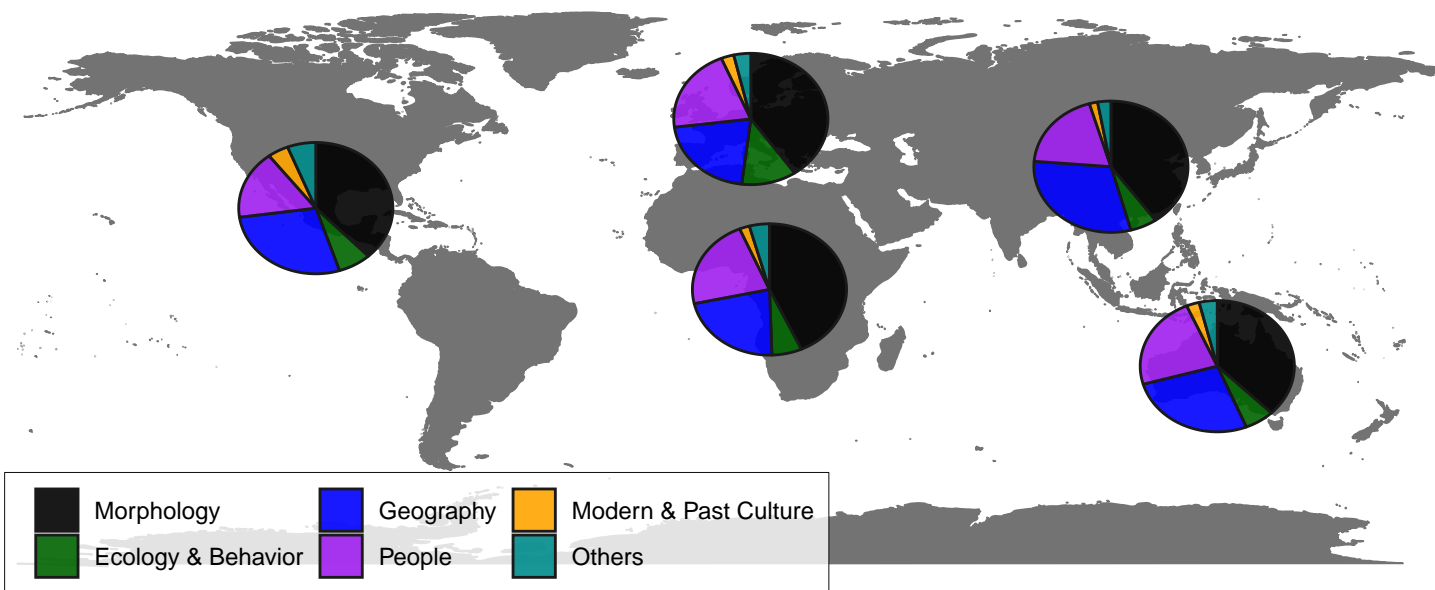 Morphology
Geography
Modern & Past Culture
Ecology & Behavior
People
Others